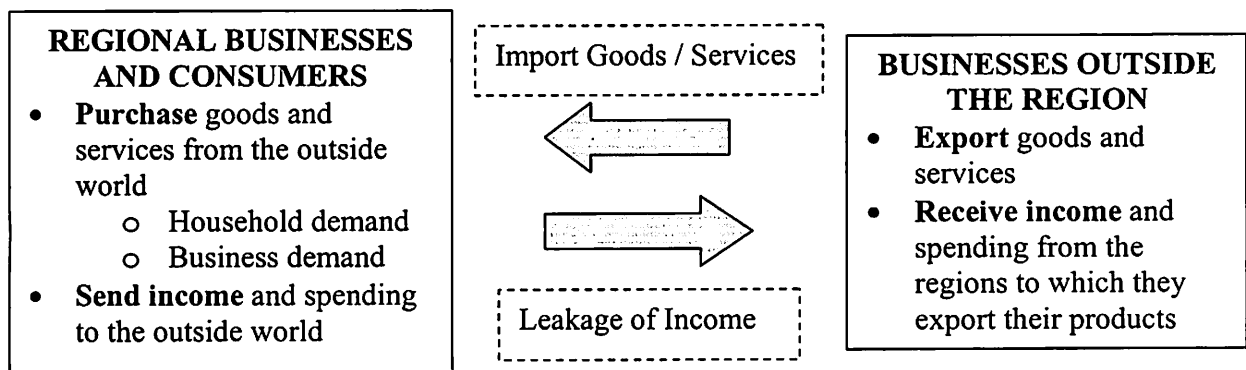 REGIONAL BUSINESSES
AND CONSUMERS
• Purchase goods and
services from the outside
world
o Household demand
o Business demand
• Send income and spending
to the outside world
Import Goods / Services
Leakage of Income
BUSINESSES OUTSIDE
THE REGION
• Export goods and
services
• Receive income and
spending from the
regions to which they
export their products